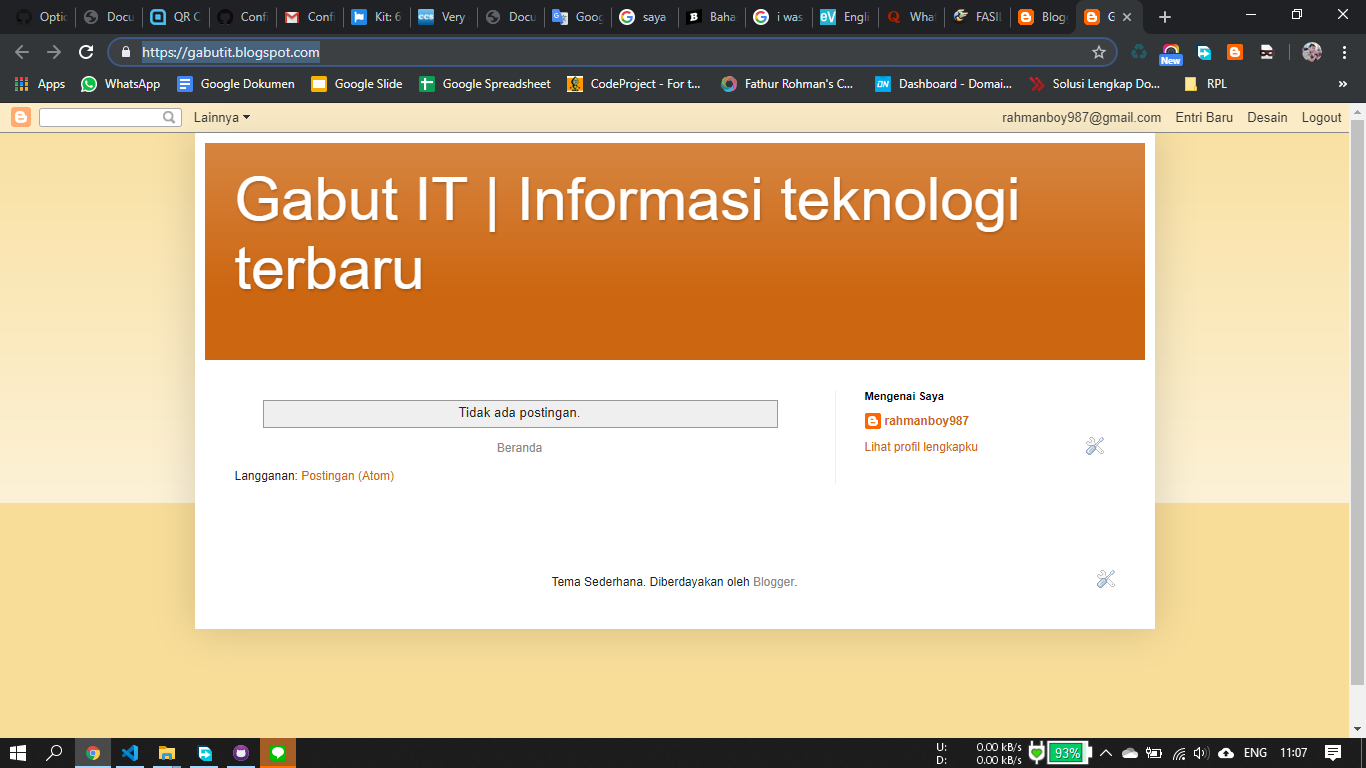 Optic
Docu
QR C
Confi
Confi
Kit: 6
Very
Docu
Goog
saya
Baha
i was
Engli
What
FASIL
Blogg
G
https://gabutit.blogspot.com
New
Apps
WhatsApp
Google Dokumen
Google Slide
Google Spreadsheet
CodeProject - For t...
Fathur Rohman's C...
Dashboard - Domai...
Solusi Lengkap Do...
RPL
»
Lainnya
rahmanboy987@gmail.com
Entri Baru
Desain
Logout
Gabut IT | Informasi teknologi
terbaru
Tidak ada postingan.
Beranda
Langganan: Postingan (Atom)
Mengenai Saya
rahmanboy987
Lihat profil lengkapku
Tema Sederhana. Diberdayakan oleh Blogger.
U: 0.00 kB/s
D: 0.00 kB/s
93%
ENG
11:07